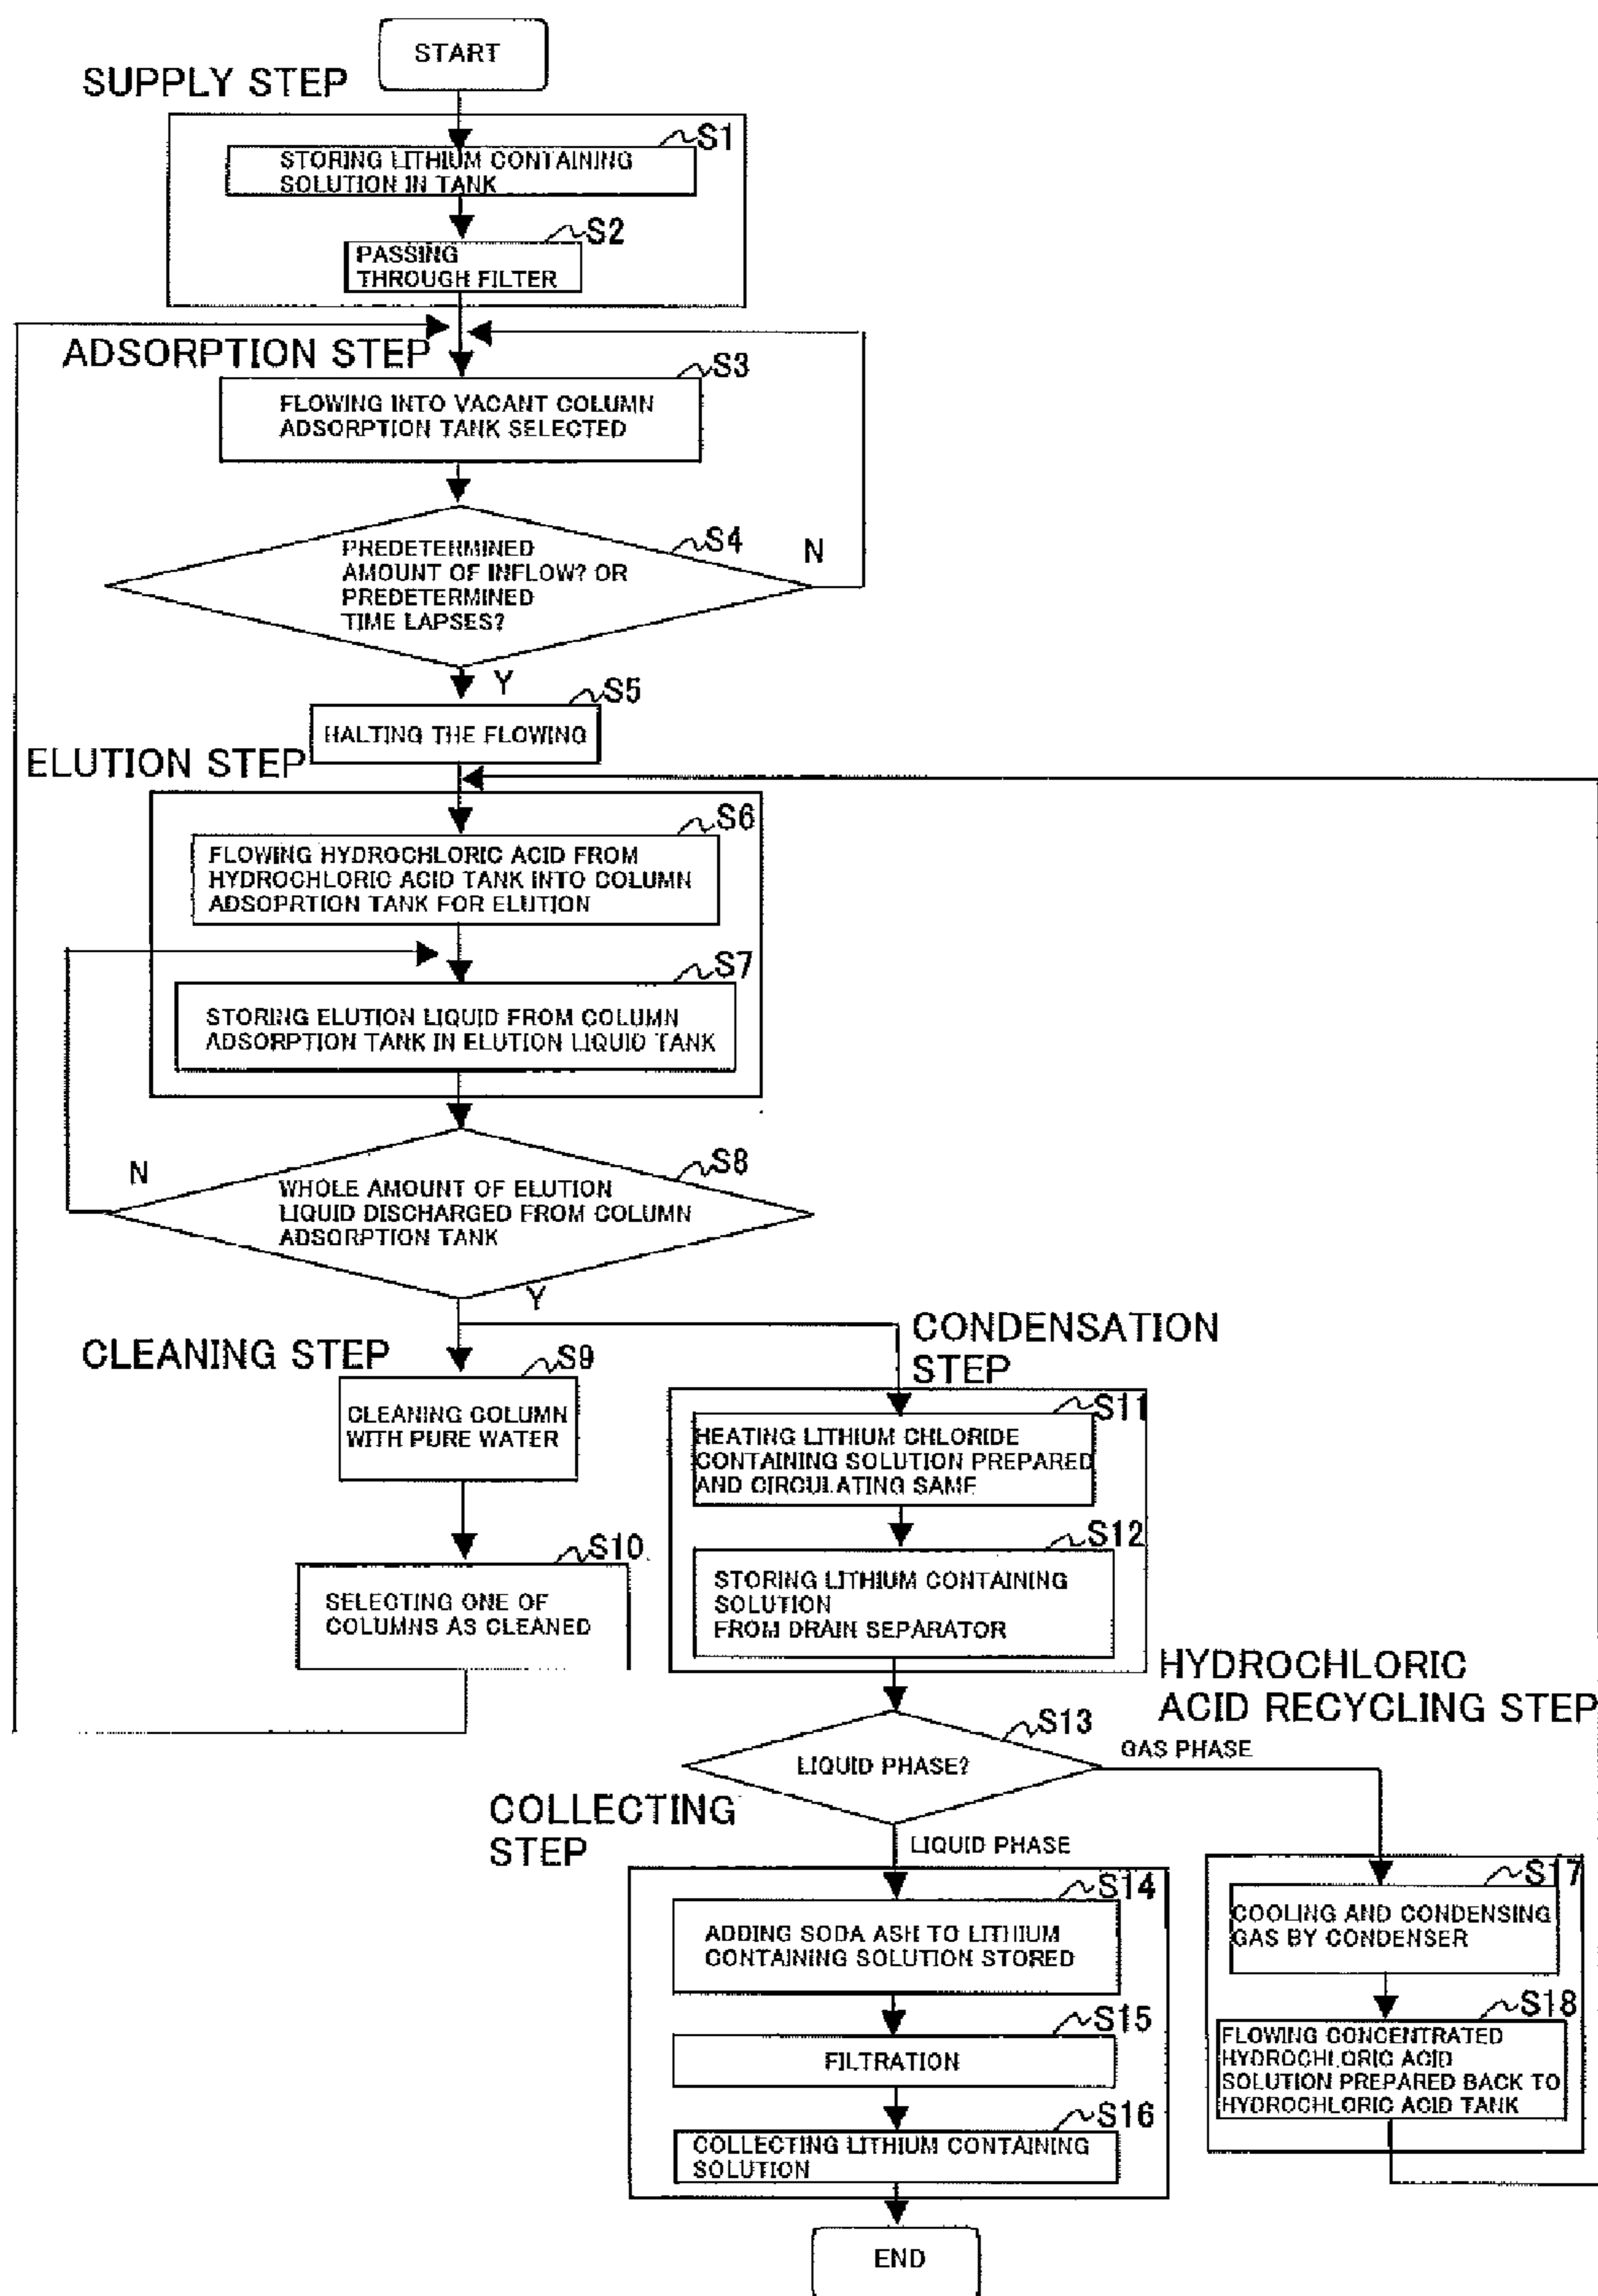 START
SUPPLY STEP
S1
STORING LITHIUM CONTAINING
SOLUTION IN TANK
S2
PASSING
THROUGH FILTER
ADSORPTION STEP
S3
FLOWING INTO VACANT COLUMN
ADSORPTION TANK SELECTED
S4
N
PREDETERMINED
AMOUNT OF INFLOW? OR
PREDETERMINED
TIME LAPSES?
Y
S5
HALTING THE FLOWING
ELUTION STEP
S6
FLOWING HYDROCHLORIC ACID FROM
HYDROCHLORIC ACID TANK INTO COLUMN
ADSOPRTION TANK FOR ELUTION
S7
STORING ELUTION LIQUID FROM COLUMN
ADSORPTION TANK IN ELUTION LIQUID TANK
N
S8
WHOLE AMOUNT OF ELUTION
LIQUID DISCHARGED FROM COLUMN
ADSORPTION TANK
Y
CLEANING STEP
S9
CLEANING COLUMN
WITH PURE WATER
S10
SELECTING ONE OF
COLUMNS AS CLEANED
CONDENSATION
STEP
S11
HEATING LITHIUM CHLORIDE
CONTAINING SOLUTION PREPARED
AND CIRCULATING SAME
S12
STORING LITHIUM CONTAINING
SOLUTION
FROM DRAIN SEPARATOR
HYDROCHLORIC
ACID RECYCLING STEP
S13
LIQUID PHASE?
GAS PHASE
COLLECTING
STEP
LIQUID PHASE
S14
ADDING SODA ASH TO LITHIUM
CONTAINING SOLUTION STORED
S15
FILTRATION
S16
COLLECTING LITHIUM CONTAINING
SOLUTION
S17
COOLING AND CONDENSING
GAS BY CONDENSER
S18
FLOWING CONCENTRATED
HYDROCHLORIC ACID
SOLUTION PREPARED BACK TO
HYDROCHLORIC ACID TANK
END